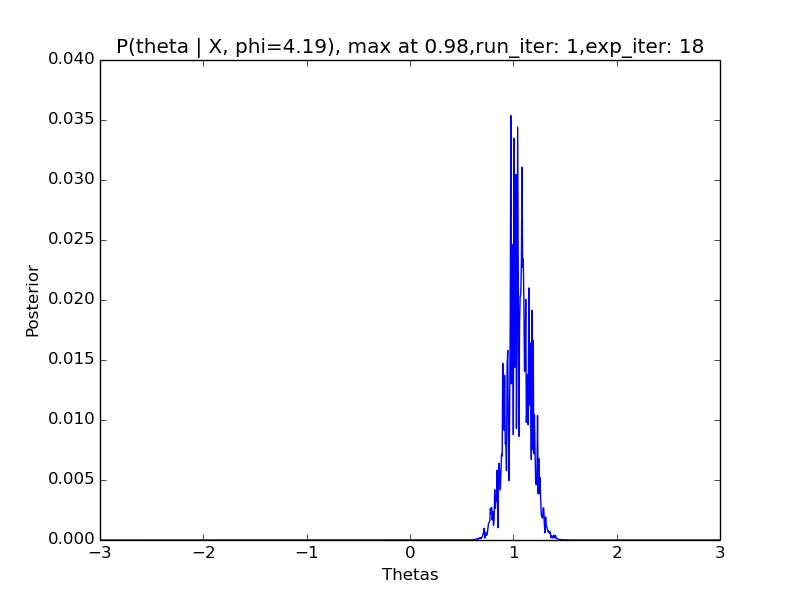 P(theta | X, phi=4.19), max at 0.98,run_iter: 1,exp_iter: 18
0.040
0.035
0.030
0.025
0.020
0.015
0.010
0.005
0.000
Posterior
−3 −2 −1 0 1 2 3
Thetas